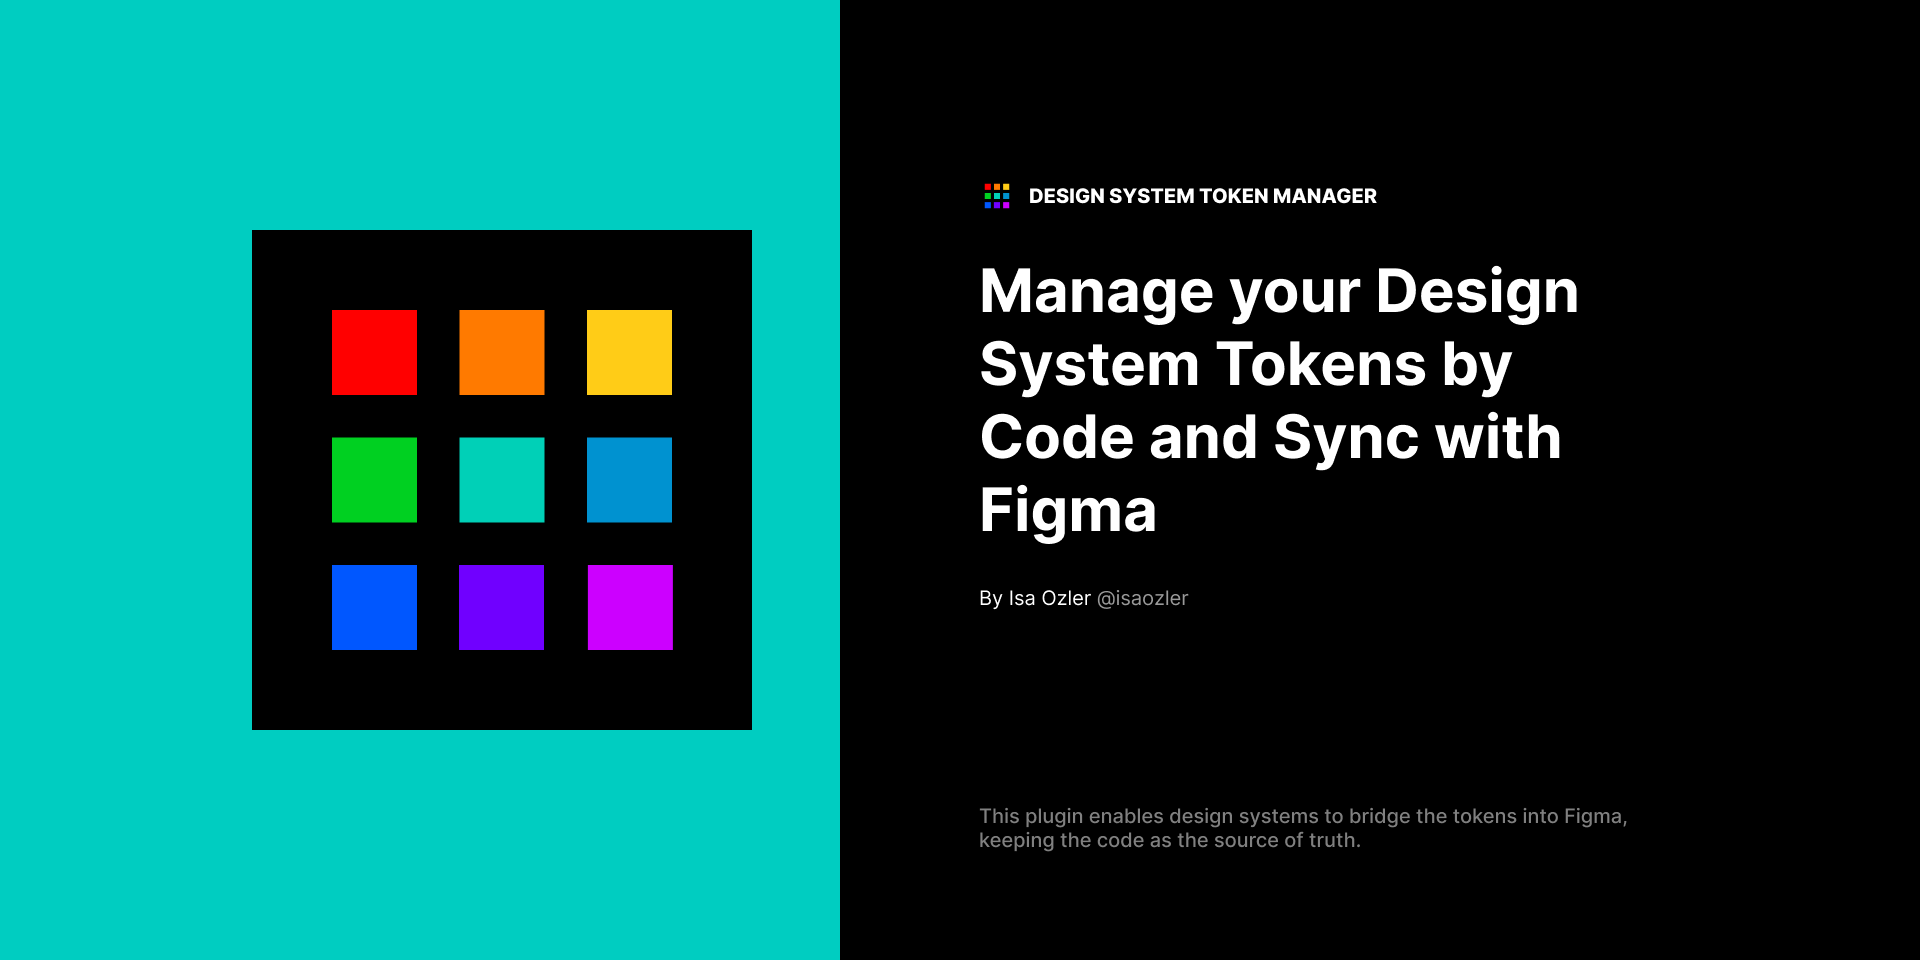 DESIGN SYSTEM TOKEN MANAGER
Manage your Design
System Tokens by
Code and Sync with
Figma
By Isa Ozler @isaozler
This plugin enables design systems to bridge the tokens into Figma,
keeping the code as the source of truth.